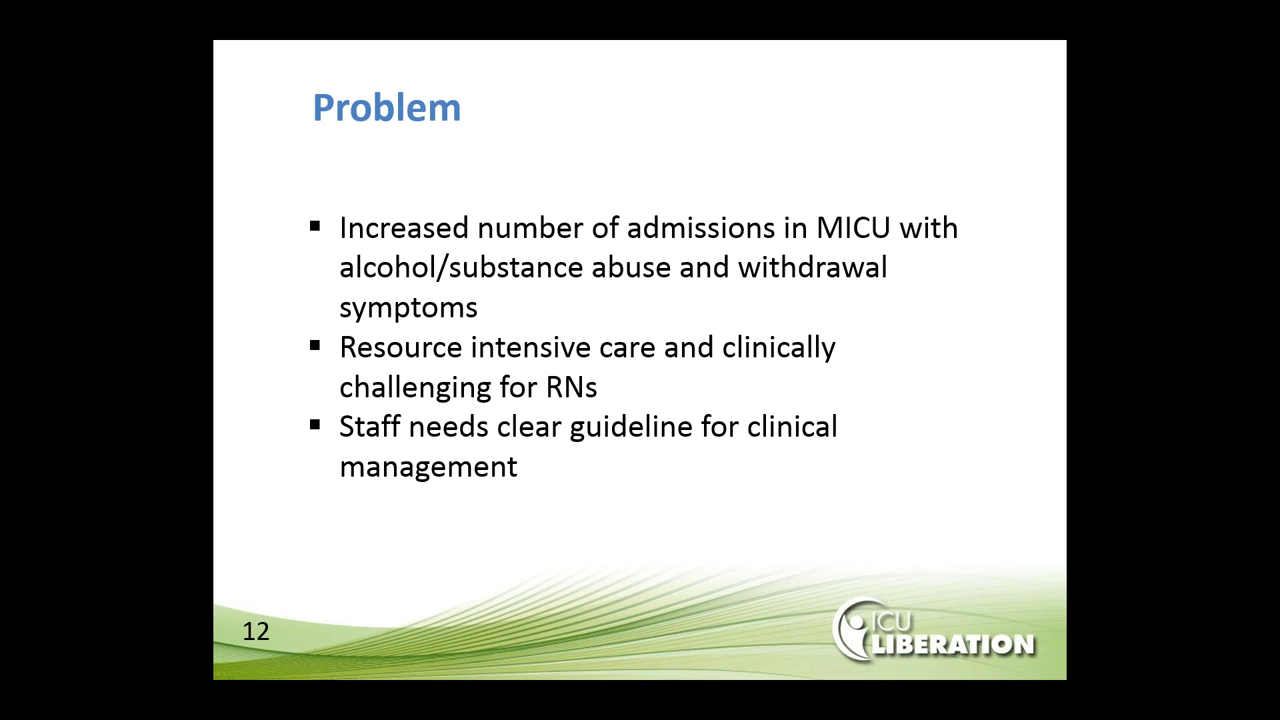 Problem
▪ Increased number of admissions in MICU with
alcohol/substance abuse and withdrawal
symptoms
▪ Resource intensive care and clinically
challenging for RNs
▪ Staff needs clear guideline for clinical
management
12
ICU
LIBERATION